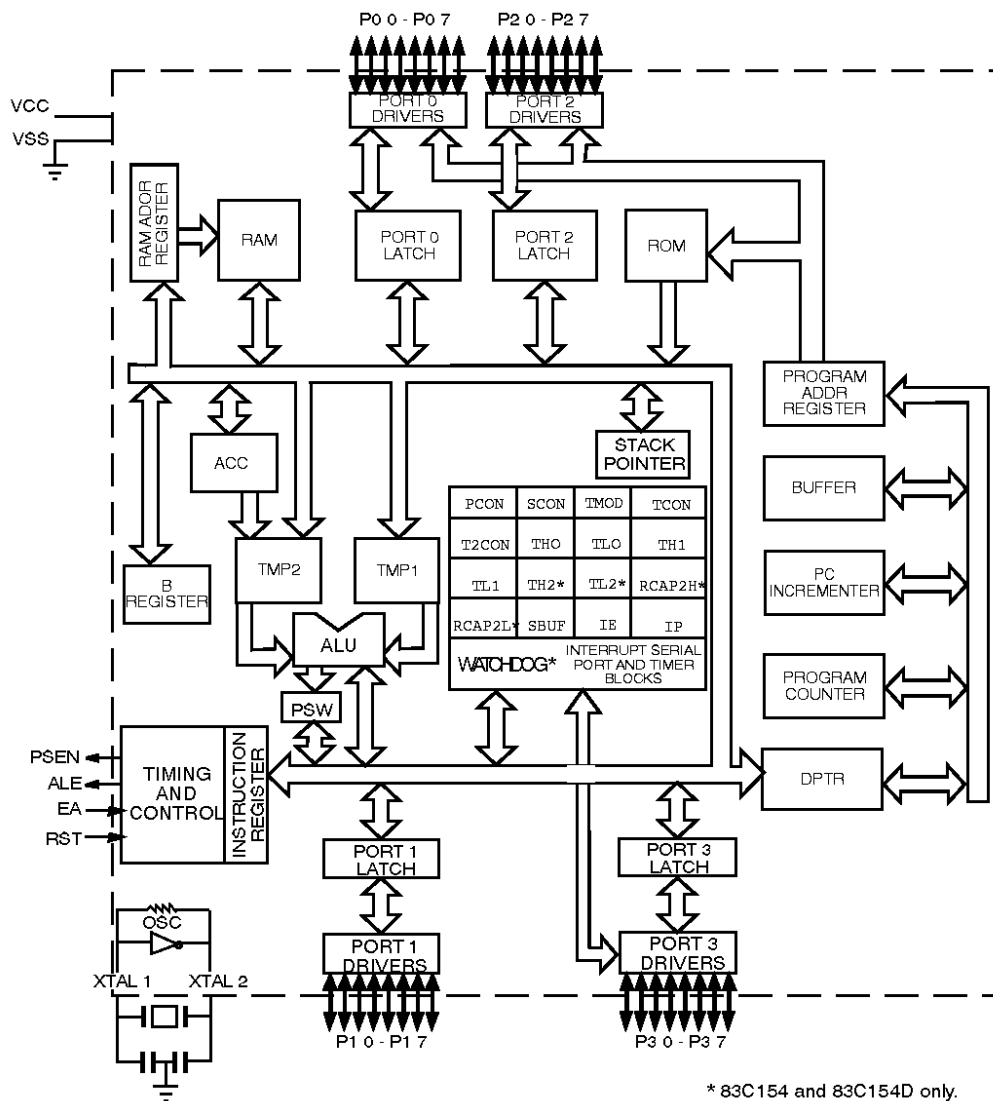 P0 0 - P0 7
P2 0 - P2 7
VCC
VSS
PORT 0
DRIVERS
PORT 2
DRIVERS
RAM ADDR
REGISTER
RAM
PORT 0
LATCH
PORT 2
LATCH
ROM
PROGRAM
ADDR
REGISTER
ACC
STACK
POINTER
BUFFER
PCON SCON TMOD TCON
T2CON THO TLO TH1
TL1 TH2* TL2* RCAP2H*
RCAP2L* SBUF IE IP
WATCHDOG*
INTERRUPT SERIAL
PORT AND TIMER
BLOCKS
B
REGISTER
TMP2
TMP1
ALU
PC
INCREMENTER
PROGRAM
COUNTER
PSW
PSEN
ALE
EA
RST
TIMING
AND
CONTROL
INSTRUCTION
REGISTER
DPTR
PORT 1
LATCH
PORT 3
LATCH
OSC
XTAL 1
XTAL 2
PORT 1
DRIVERS
PORT 3
DRIVERS
P1 0 - P1 7
P3 0 - P3 7
* 83C154 and 83C154D only.